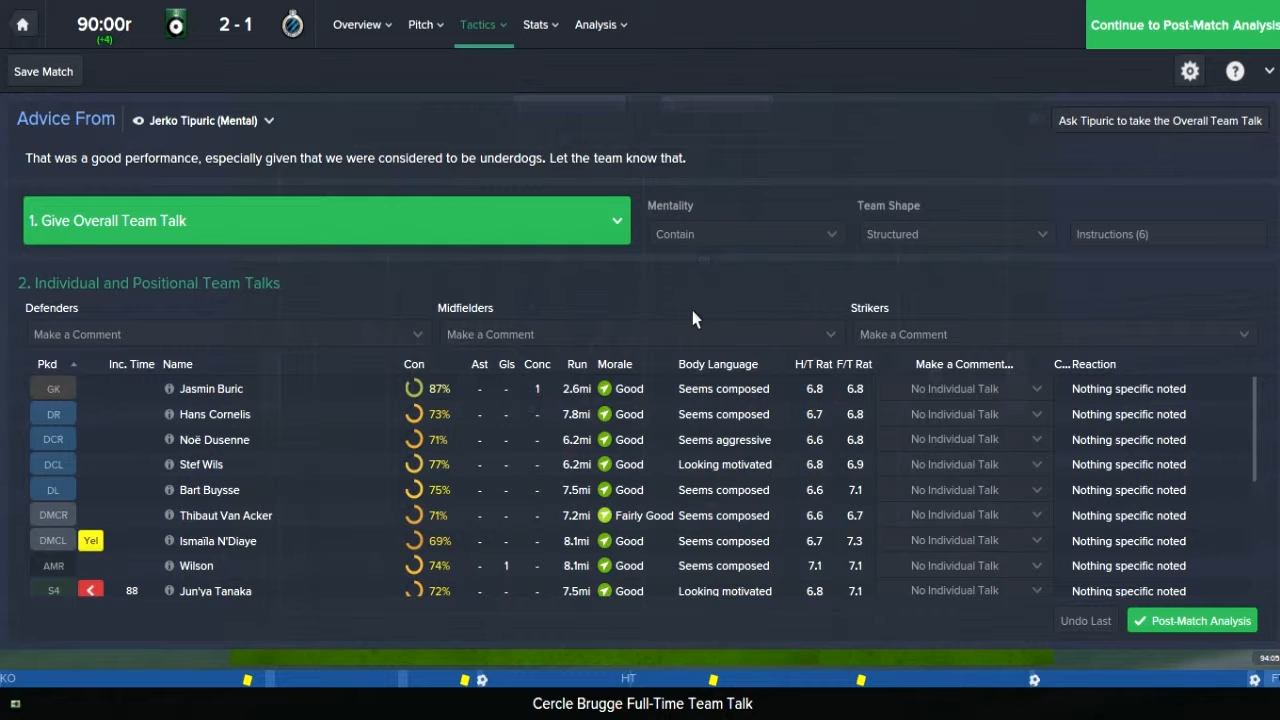 90:00r
(+4)
2 - 1
Overview
Pitch
Tactics
Stats
Analysis
Continue to Post-Match Analysis
Save Match
Advice From
Jerko Tipuric (Mental)
Ask Tipuric to take the Overall Team Talk
That was a good performance, especially given that we were considered to be underdogs. Let the team know that.
1. Give Overall Team Talk
Mentality
Contain
Team Shape
Structured
Instructions (6)
2. Individual and Positional Team Talks
Defenders Midfielders Strikers
Make a Comment Make a Comment Make a Comment
Pkd Inc. Time Name Con Ast Gls Conc Run Morale Body Language H/T Rat F/T Rat Make a Comment... C... Reaction
GK Jasmin Buric 87% - - 1 2.6mi Good Seems composed 6.8 6.8 No Individual Talk Nothing specific noted
DR Hans Cornelis 73% - - - 7.8mi Good Seems composed 6.7 6.8 No Individual Talk Nothing specific noted
DCR Noë Dusenne 71% - - - 6.2mi Good Seems aggressive 6.6 6.8 No Individual Talk Nothing specific noted
DCL Stef Wils 77% - - - 6.2mi Good Looking motivated 6.8 6.9 No Individual Talk Nothing specific noted
DL Bart Buysse 75% - - - 7.5mi Good Seems composed 6.6 7.1 No Individual Talk Nothing specific noted
DMCR Thibaut Van Acker 71% - - - 7.2mi Fairly Good Seems composed 6.6 6.7 No Individual Talk Nothing specific noted
DMCL Yel Ismaïla N'Diaye 69% - - - 8.1mi Good Seems composed 6.7 7.3 No Individual Talk Nothing specific noted
AMR Wilson 74% - 1 - 8.1mi Good Seems composed 7.1 7.1 No Individual Talk Nothing specific noted
S4 88 Jun'ya Tanaka 72% - - - 7.5mi Good Looking motivated 6.8 7.1 No Individual Talk Nothing specific noted
Undo Last
Post-Match Analysis
94:05
KO HT F
Cercle Brugge Full-Time Team Talk